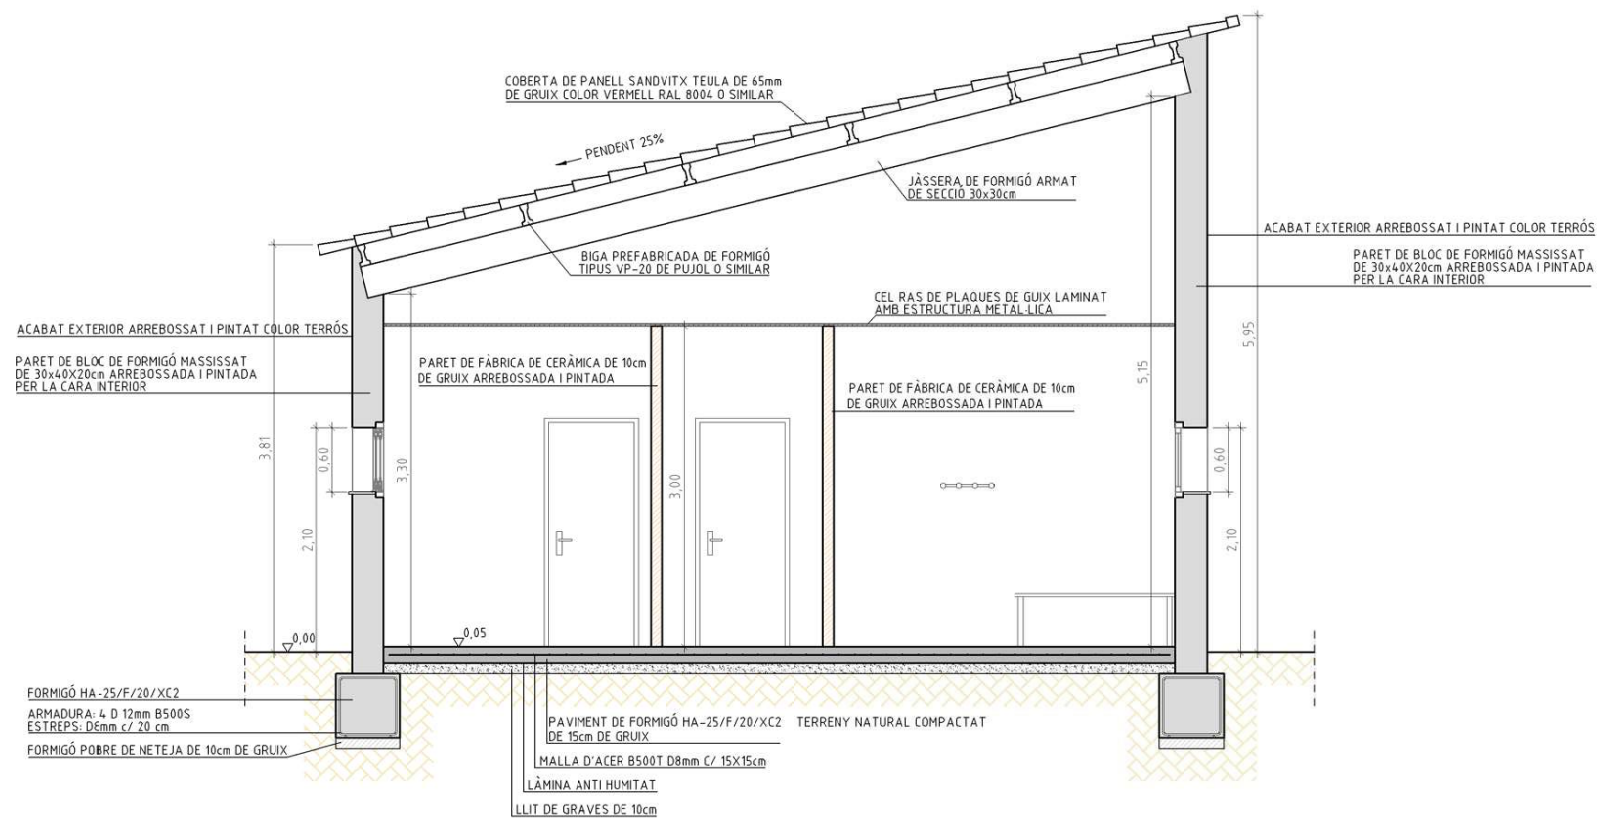 COBERTA DE PANELL SANDVITX TEULA DE 65mm
DE GRUIX COLOR VERMELL RAL 8004 O SIMILAR
PENDENT 25%
JÀSSERA DE FORMIGÓ ARMAT
DE SECCIÓ 30x30cm
BIGA PREFABRICADA DE FORMIGÓ
TIPUS VP-20 DE PUJOL O SIMILAR
ACABAT EXTERIOR ARREBOSSAT I PINTAT COLOR TERRÓS
PARET DE BLOC DE FORMIGÓ MASSISSAT
DE 30x40X20cm ARREBOSSADA I PINTADA
PER LA CARA INTERIOR
CEL RAS DE PLAQUES DE GUIX LAMINAT
AMB ESTRUCTURA METAL·LICA
ACABAT EXTERIOR ARREBOSSAT I PINTAT COLOR TERRÓS
PARET DE BLOC DE FORMIGÓ MASSISSAT
DE 30x40X20cm ARREBOSSADA I PINTADA
PER LA CARA INTERIOR
PARET DE FÀBRICA DE CERÀMICA DE 10cm
DE GRUIX ARREBOSSADA I PINTADA
PARET DE FÀBRICA DE CERÀMICA DE 10cm
DE GRUIX ARREBOSSADA I PINTADA
3,81
0,60
2,10
3,30
3,00
5,15
5,95
0,60
2,10
0,00
0,05
FORMIGÓ HA-25/F/20/XC2
ARMADURA: 4 D 12mm B500S
ESTREPS: D8mm c/ 20 cm
FORMIGÓ POBRE DE NETEJA DE 10cm DE GRUIX
PAVIMENT DE FORMIGÓ HA-25/F/20/XC2
DE 15cm DE GRUIX
TERRENY NATURAL COMPACTAT
MALLA D'ACER B500T D8mm C/ 15X15cm
LÀMINA ANTI HUMITAT
LLIT DE GRAVES DE 10cm